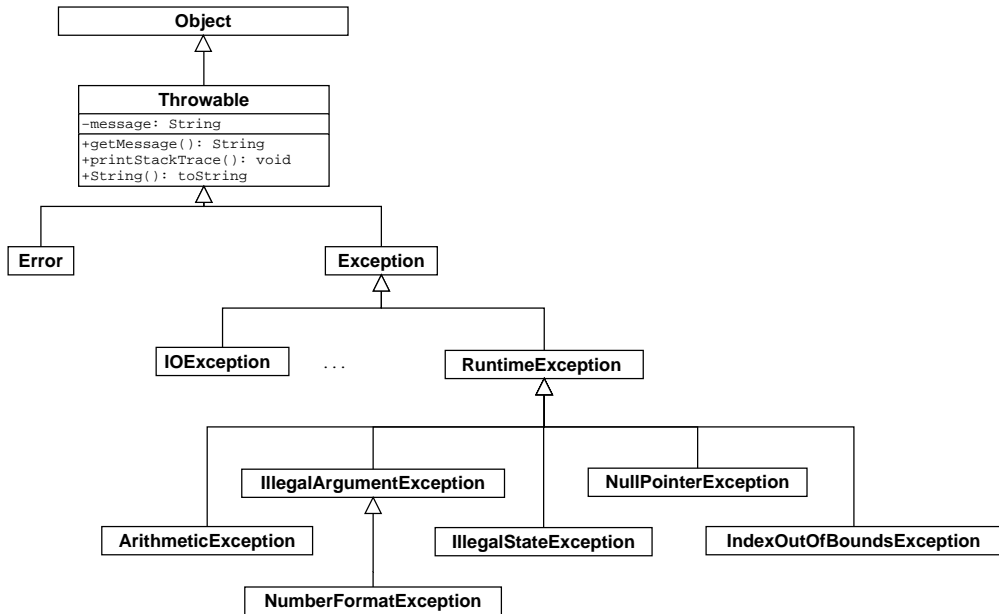 Object
Throwable
-message: String
+getMessage(): String
+printStackTrace(): void
+String(): toString
Error
Exception
IOException
...
RuntimeException
IllegalArgumentException
NullPointerException
ArithmeticException
IllegalStateException
IndexOutOfBoundsException
NumberFormatException